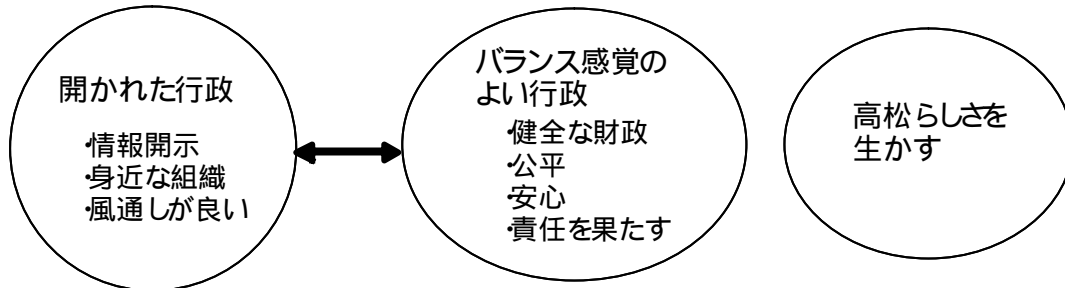 開かれた行政
・情報開示
・身近な組織
・風通しが良い
バランス感覚の
よい行政
・健全な財政
・公平
・安心
・責任を果たす
高松らしさを
生かす